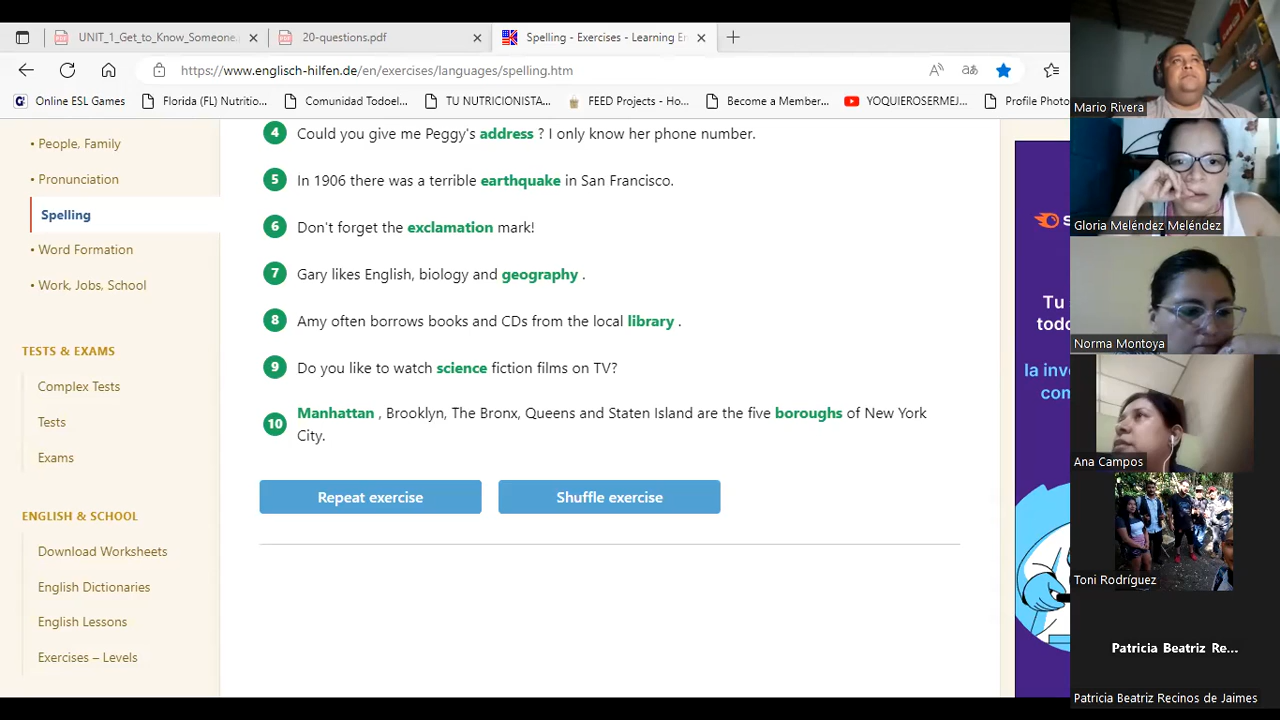 UNIT_1_Get_to_Know_Someone.
20-questions.pdf
Spelling - Exercises - Learning En
https://www.englisch-hilfen.de/en/exercises/languages/spelling.htm
Online ESL Games
Florida (FL) Nutritio...
Comunidad Todoel...
TU NUTRICIONISTA...
FEED Projects - Ho...
Become a Member...
YOQUIEROSERMEJ...
Profile Photo
• People, Family
• Pronunciation
Spelling
• Word Formation
• Work, Jobs, School
TESTS & EXAMS
Complex Tests
Tests
Exams
ENGLISH & SCHOOL
Download Worksheets
English Dictionaries
English Lessons
Exercises – Levels
4 Could you give me Peggy's address ? I only know her phone number.
5 In 1906 there was a terrible earthquake in San Francisco.
6 Don't forget the exclamation mark!
7 Gary likes English, biology and geography .
8 Amy often borrows books and CDs from the local library .
9 Do you like to watch science fiction films on TV?
10 Manhattan , Brooklyn, The Bronx, Queens and Staten Island are the five boroughs of New York
City.
Repeat exercise
Shuffle exercise
s
Tu
todo
la inv
com
Mario Rivera
Gloria Meléndez Meléndez
Norma Montoya
Ana Campos
Toni Rodríguez
Patricia Beatriz Re...
Patricia Beatriz Recinos de Jaimes